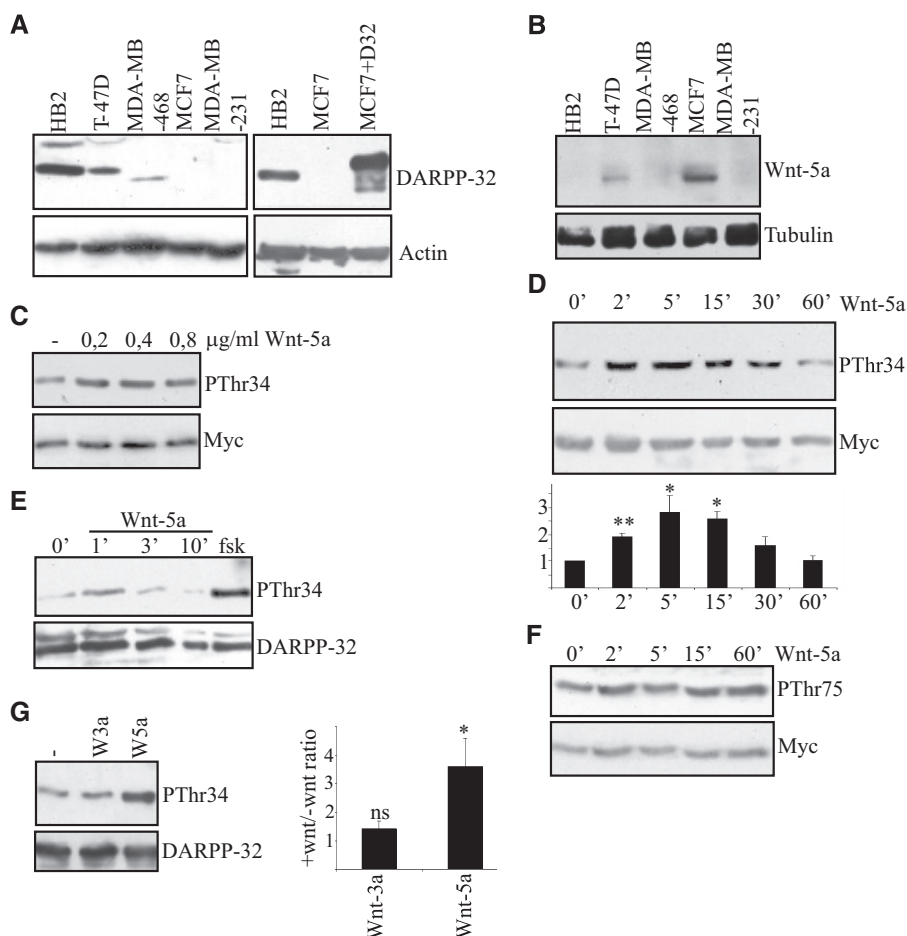 A
HB2
T-47D
MDA-MB
-468
MCF7
MDA-MB
-231
HB2
MCF7
MCF7+D32
DARPP-32
Actin
B
HB2
T-47D
MDA-MB
-468
MCF7
MDA-MB
-231
Wnt-5a
Tubulin
C
- 0,2 0,4 0,8 µg/ml Wnt-5a
PThr34
Myc
D
0’ 2’ 5’ 15’ 30’ 60’ Wnt-5a
PThr34
Myc
3
2
1
** * *
0’ 2’ 5’ 15’ 30’ 60’
E
Wnt-5a
0’ 1’ 3’ 10’ fsk
PThr34
DARPP-32
F
0’ 2’ 5’ 15’ 60’ Wnt-5a
PThr75
Myc
G
- W3a W5a
PThr34
DARPP-32
+wnt/-wnt ratio
4
3
2
1
ns *
Wnt-3a
Wnt-5a